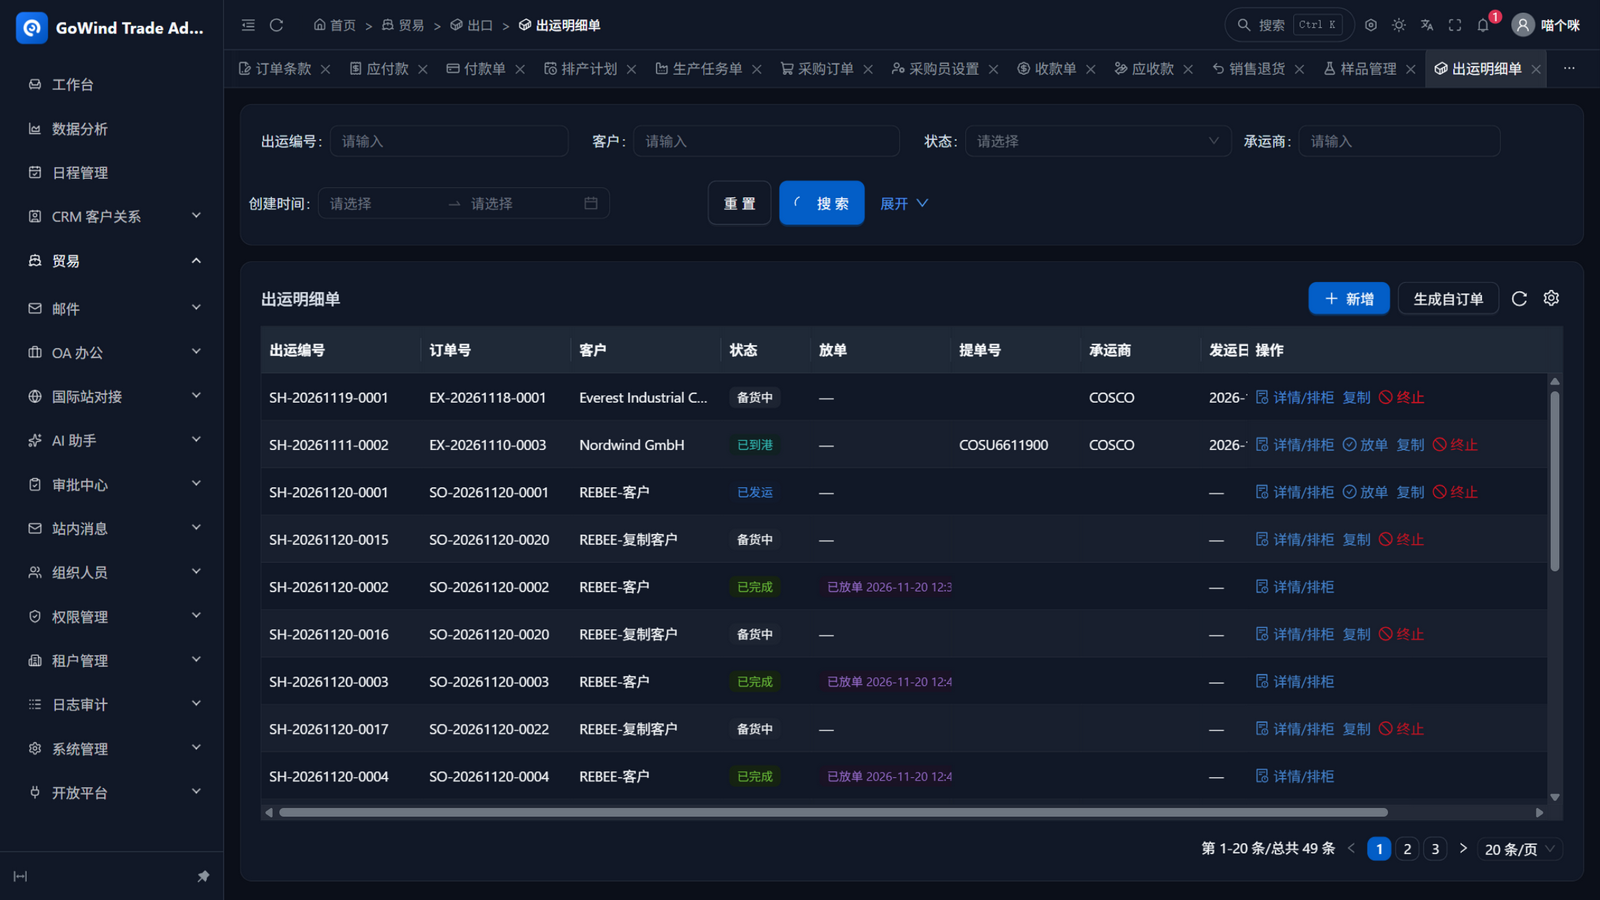 GoWind Trade Ad...
首页 > 贸易 > 出口 > 出运明细单
搜索 Ctrl K
1
喵个咪
订单条款 应付款 付款单 排产计划 生产任务单 采购订单 采购员设置 收款单 应收款 销售退货 样品管理 出运明细单 ...
工作台
数据分析
日程管理
CRM 客户关系
贸易
邮件
OA 办公
国际站对接
AI 助手
审批中心
站内消息
组织人员
权限管理
租户管理
日志审计
系统管理
开放平台
出运编号: 请输入 客户: 请输入 状态: 请选择 承运商: 请输入
创建时间: 请选择 请选择 重 置 搜 索 展开
出运明细单
新增 生成自订单
出运编号 订单号 客户 状态 放单 提单号 承运商 发运日 操作
SH-20261119-0001 EX-20261118-0001 Everest Industrial C... 备货中 — COSCO 2026- 详情/排柜 复制 终止
SH-20261111-0002 EX-20261110-0003 Nordwind GmbH 已到港 — COSU6611900 COSCO 2026- 详情/排柜 放单 复制 终止
SH-20261120-0001 SO-20261120-0001 REBEE-客户 已发运 — — 详情/排柜 放单 复制 终止
SH-20261120-0015 SO-20261120-0020 REBEE-复制客户 备货中 — — 详情/排柜 复制 终止
SH-20261120-0002 SO-20261120-0002 REBEE-客户 已完成 已放单 2026-11-20 12:3 — 详情/排柜
SH-20261120-0016 SO-20261120-0020 REBEE-复制客户 备货中 — — 详情/排柜 复制 终止
SH-20261120-0003 SO-20261120-0003 REBEE-客户 已完成 已放单 2026-11-20 12:4 — 详情/排柜
SH-20261120-0017 SO-20261120-0022 REBEE-复制客户 备货中 — — 详情/排柜 复制 终止
SH-20261120-0004 SO-20261120-0004 REBEE-客户 已完成 已放单 2026-11-20 12:4 — 详情/排柜
第 1-20 条/总共 49 条 < 1 2 3 > 20 条/页